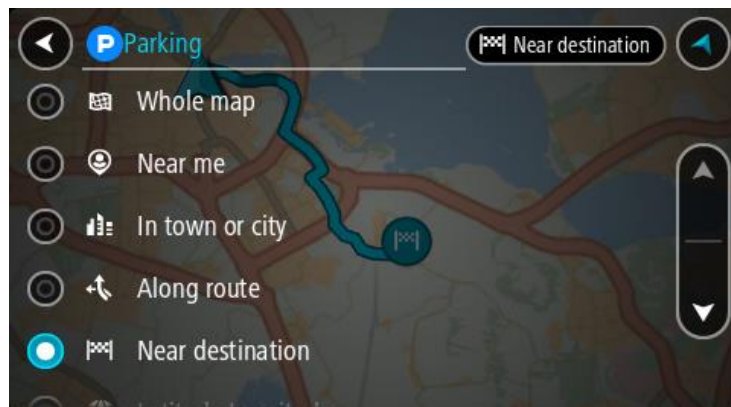 P Parking
Near destination
Whole map
Near me
In town or city
Along route
Near destination